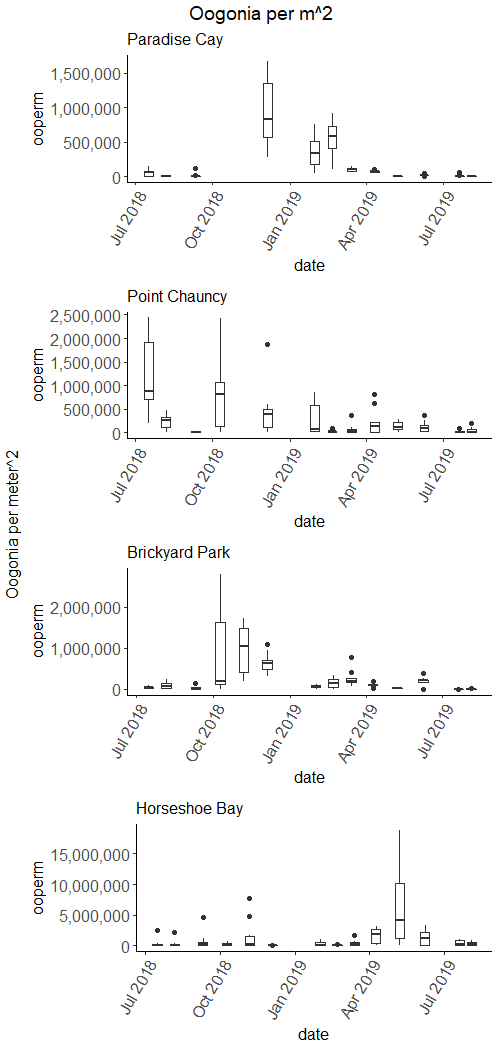 Oogonia per m^2
Oogonia per meter^2
Paradise Cay
ooperm
1,500,000
1,000,000
500,000
0
Jul 2018
Oct 2018
Jan 2019
Apr 2019
Jul 2019
date
Point Chauncy
ooperm
2,500,000
2,000,000
1,500,000
1,000,000
500,000
0
Jul 2018
Oct 2018
Jan 2019
Apr 2019
Jul 2019
date
Brickyard Park
ooperm
2,000,000
1,000,000
0
Jul 2018
Oct 2018
Jan 2019
Apr 2019
Jul 2019
date
Horseshoe Bay
ooperm
15,000,000
10,000,000
5,000,000
0
Jul 2018
Oct 2018
Jan 2019
Apr 2019
Jul 2019
date